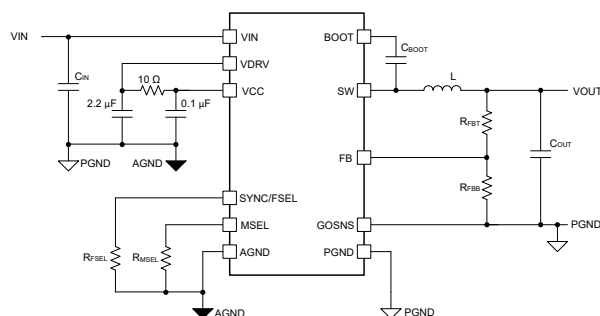 VIN
VIN
BOOT
CBOOT
CIN
VDRV
10 Ω
VCC
SW
L
VOUT
2.2 µF
0.1 µF
RFBT
COUT
PGND
AGND
FB
RFBB
SYNC/FSEL
MSEL
GOSNS
PGND
RFSEL
RMSEL
AGND
PGND
AGND
PGND